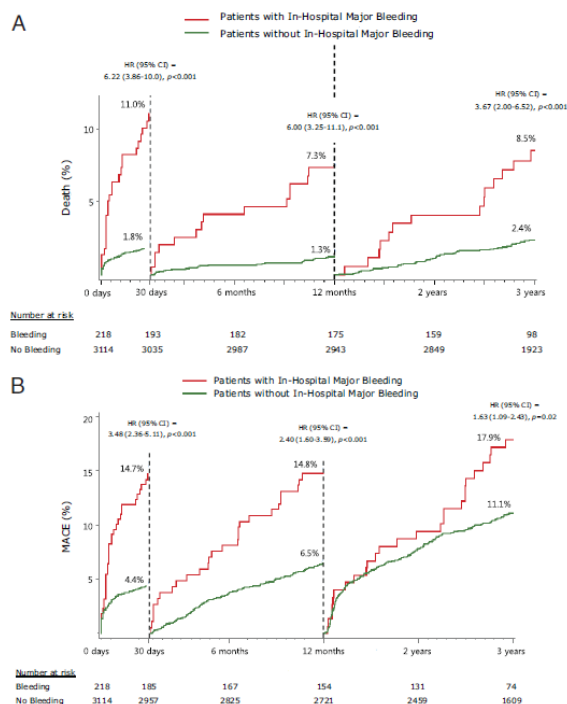 A
Patients with In-Hospital Major Bleeding
Patients without In-Hospital Major Bleeding
HR (95% CI) =
6.22 (3.86-10.0), p<0.001
HR (95% CI) =
6.00 (3.25-11.1), p<0.001
HR (95% CI) =
3.67 (2.00-6.52), p<0.001
Death (%)
10
5
11.0%
1.8%
7.3%
1.3%
8.5%
2.4%
0 days 30 days 6 months 12 months 2 years 3 years
Number at risk
Bleeding 218 193 182 175 159 98
No Bleeding 3114 3035 2987 2943 2849 1923
B
Patients with In-Hospital Major Bleeding
Patients without In-Hospital Major Bleeding
HR (95% CI) =
3.48 (2.36-5.11), p<0.001
HR (95% CI) =
2.40 (1.60-3.59), p<0.001
HR (95% CI) =
1.63 (1.09-2.43), p=0.02
MACE (%)
20
15
10
5
14.7%
4.4%
14.8%
6.5%
17.9%
11.1%
0 days 30 days 6 months 12 months 2 years 3 years
Number at risk
Bleeding 218 185 167 154 131 74
No Bleeding 3114 2957 2825 2721 2459 1609